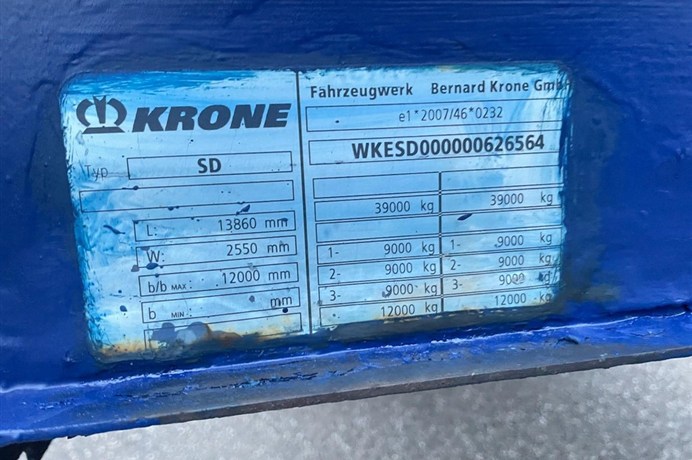 KRONE
Typ SD
L: 13860 mm
W: 2550 mm
b/b MAX: 12000 mm
b MIN: mm
Fahrzeugwerk Bernard Krone GmbH
e1*2007/46*0232
WKESD000000626564
39000 kg 39000 kg
1- 9000 kg 1- 9000 kg
2- 9000 kg 2- 9000 kg
3- 9000 kg 3- 9000 kg
12000 kg 12000 kg